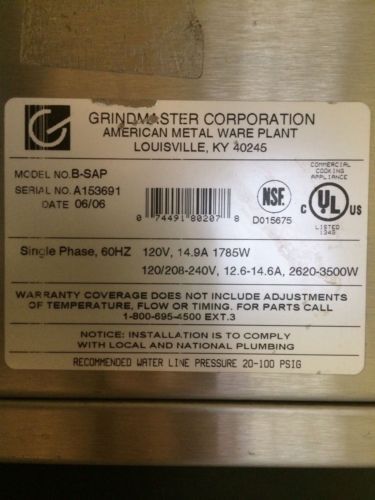 GRINDMASTER CORPORATION
AMERICAN METAL WARE PLANT
LOUISVILLE, KY 40245
MODEL NO. B-SAP
SERIAL NO. A153691
DATE 06/06
0 74491 80207 8
NSF.
D015675
COMMERCIAL
COOKING
APPLIANCE
C UL US
LISTED
134B
Single Phase, 60HZ 120V, 14.9A 1785W
120/208-240V, 12.6-14.6A, 2620-3500W
WARRANTY COVERAGE DOES NOT INCLUDE ADJUSTMENTS
OF TEMPERATURE, FLOW OR TIMING. FOR PARTS CALL
1-800-695-4500 EXT.3
NOTICE: INSTALLATION IS TO COMPLY
WITH LOCAL AND NATIONAL PLUMBING
RECOMMENDED WATER LINE PRESSURE 20-100 PSIG